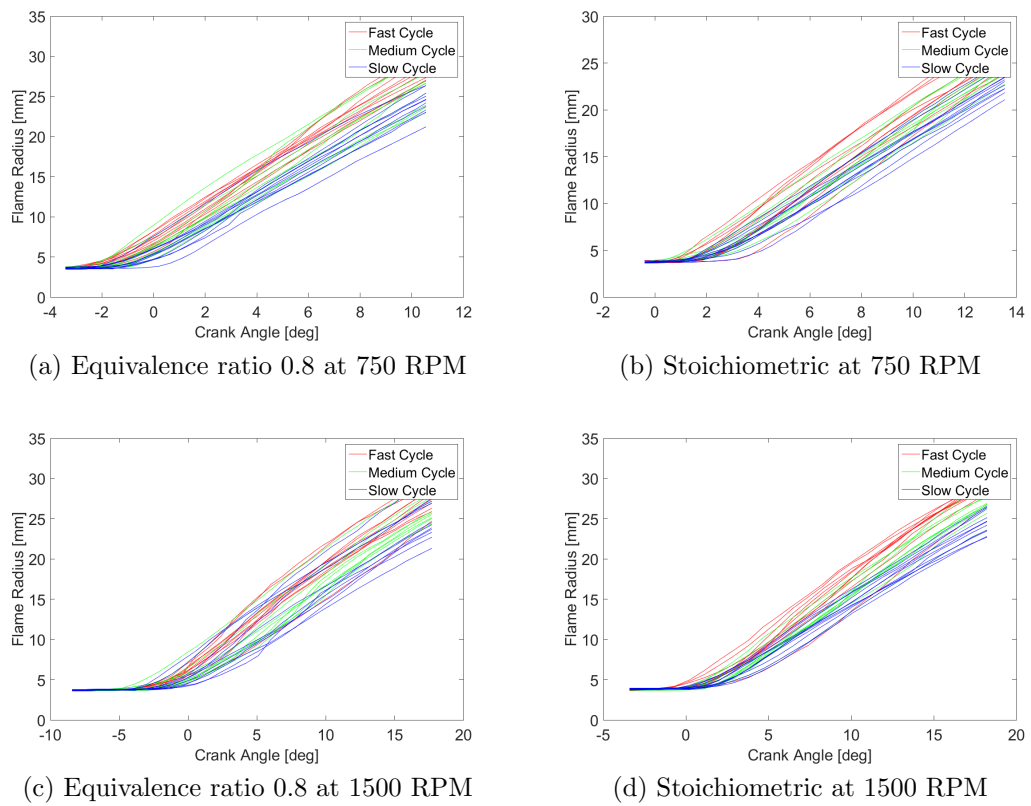 35
30
25
20
15
10
5
0
Flame Radius [mm]
Fast Cycle
Medium Cycle
Slow Cycle
-4 -2 0 2 4 6 8 10 12
Crank Angle [deg]
(a) Equivalence ratio 0.8 at 750 RPM
30
25
20
15
10
5
0
Flame Radius [mm]
Fast Cycle
Medium Cycle
Slow Cycle
-2 0 2 4 6 8 10 12 14
Crank Angle [deg]
(b) Stoichiometric at 750 RPM
35
30
25
20
15
10
5
0
Flame Radius [mm]
Fast Cycle
Medium Cycle
Slow Cycle
-10 -5 0 5 10 15 20
Crank Angle [deg]
(c) Equivalence ratio 0.8 at 1500 RPM
35
30
25
20
15
10
5
0
Flame Radius [mm]
Fast Cycle
Medium Cycle
Slow Cycle
-5 0 5 10 15 20
Crank Angle [deg]
(d) Stoichiometric at 1500 RPM